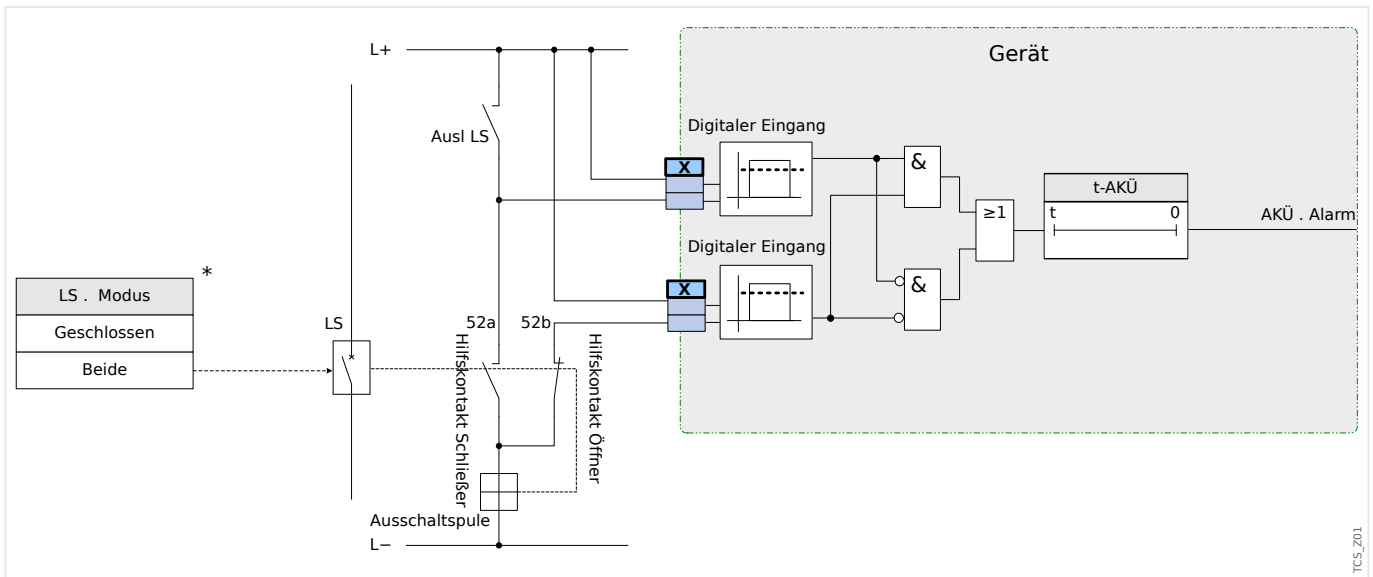 L+
Gerät
Ausl LS
Digitaler Eingang
X
&
t-AKÜ
≥1
t 0
AKÜ . Alarm
Digitaler Eingang
X
&
*
LS . Modus
Geschlossen
Beide
LS
52a 52b
Hilfskontakt Schließer
Hilfskontakt Öffner
Ausschaltspule
L−
TCS_Z01